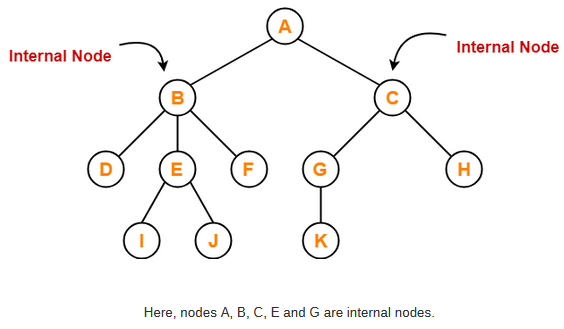 A
Internal Node
Internal Node
B
C
D
E
F
G
H
I
J
K
Here, nodes A, B, C, E and G are internal nodes.